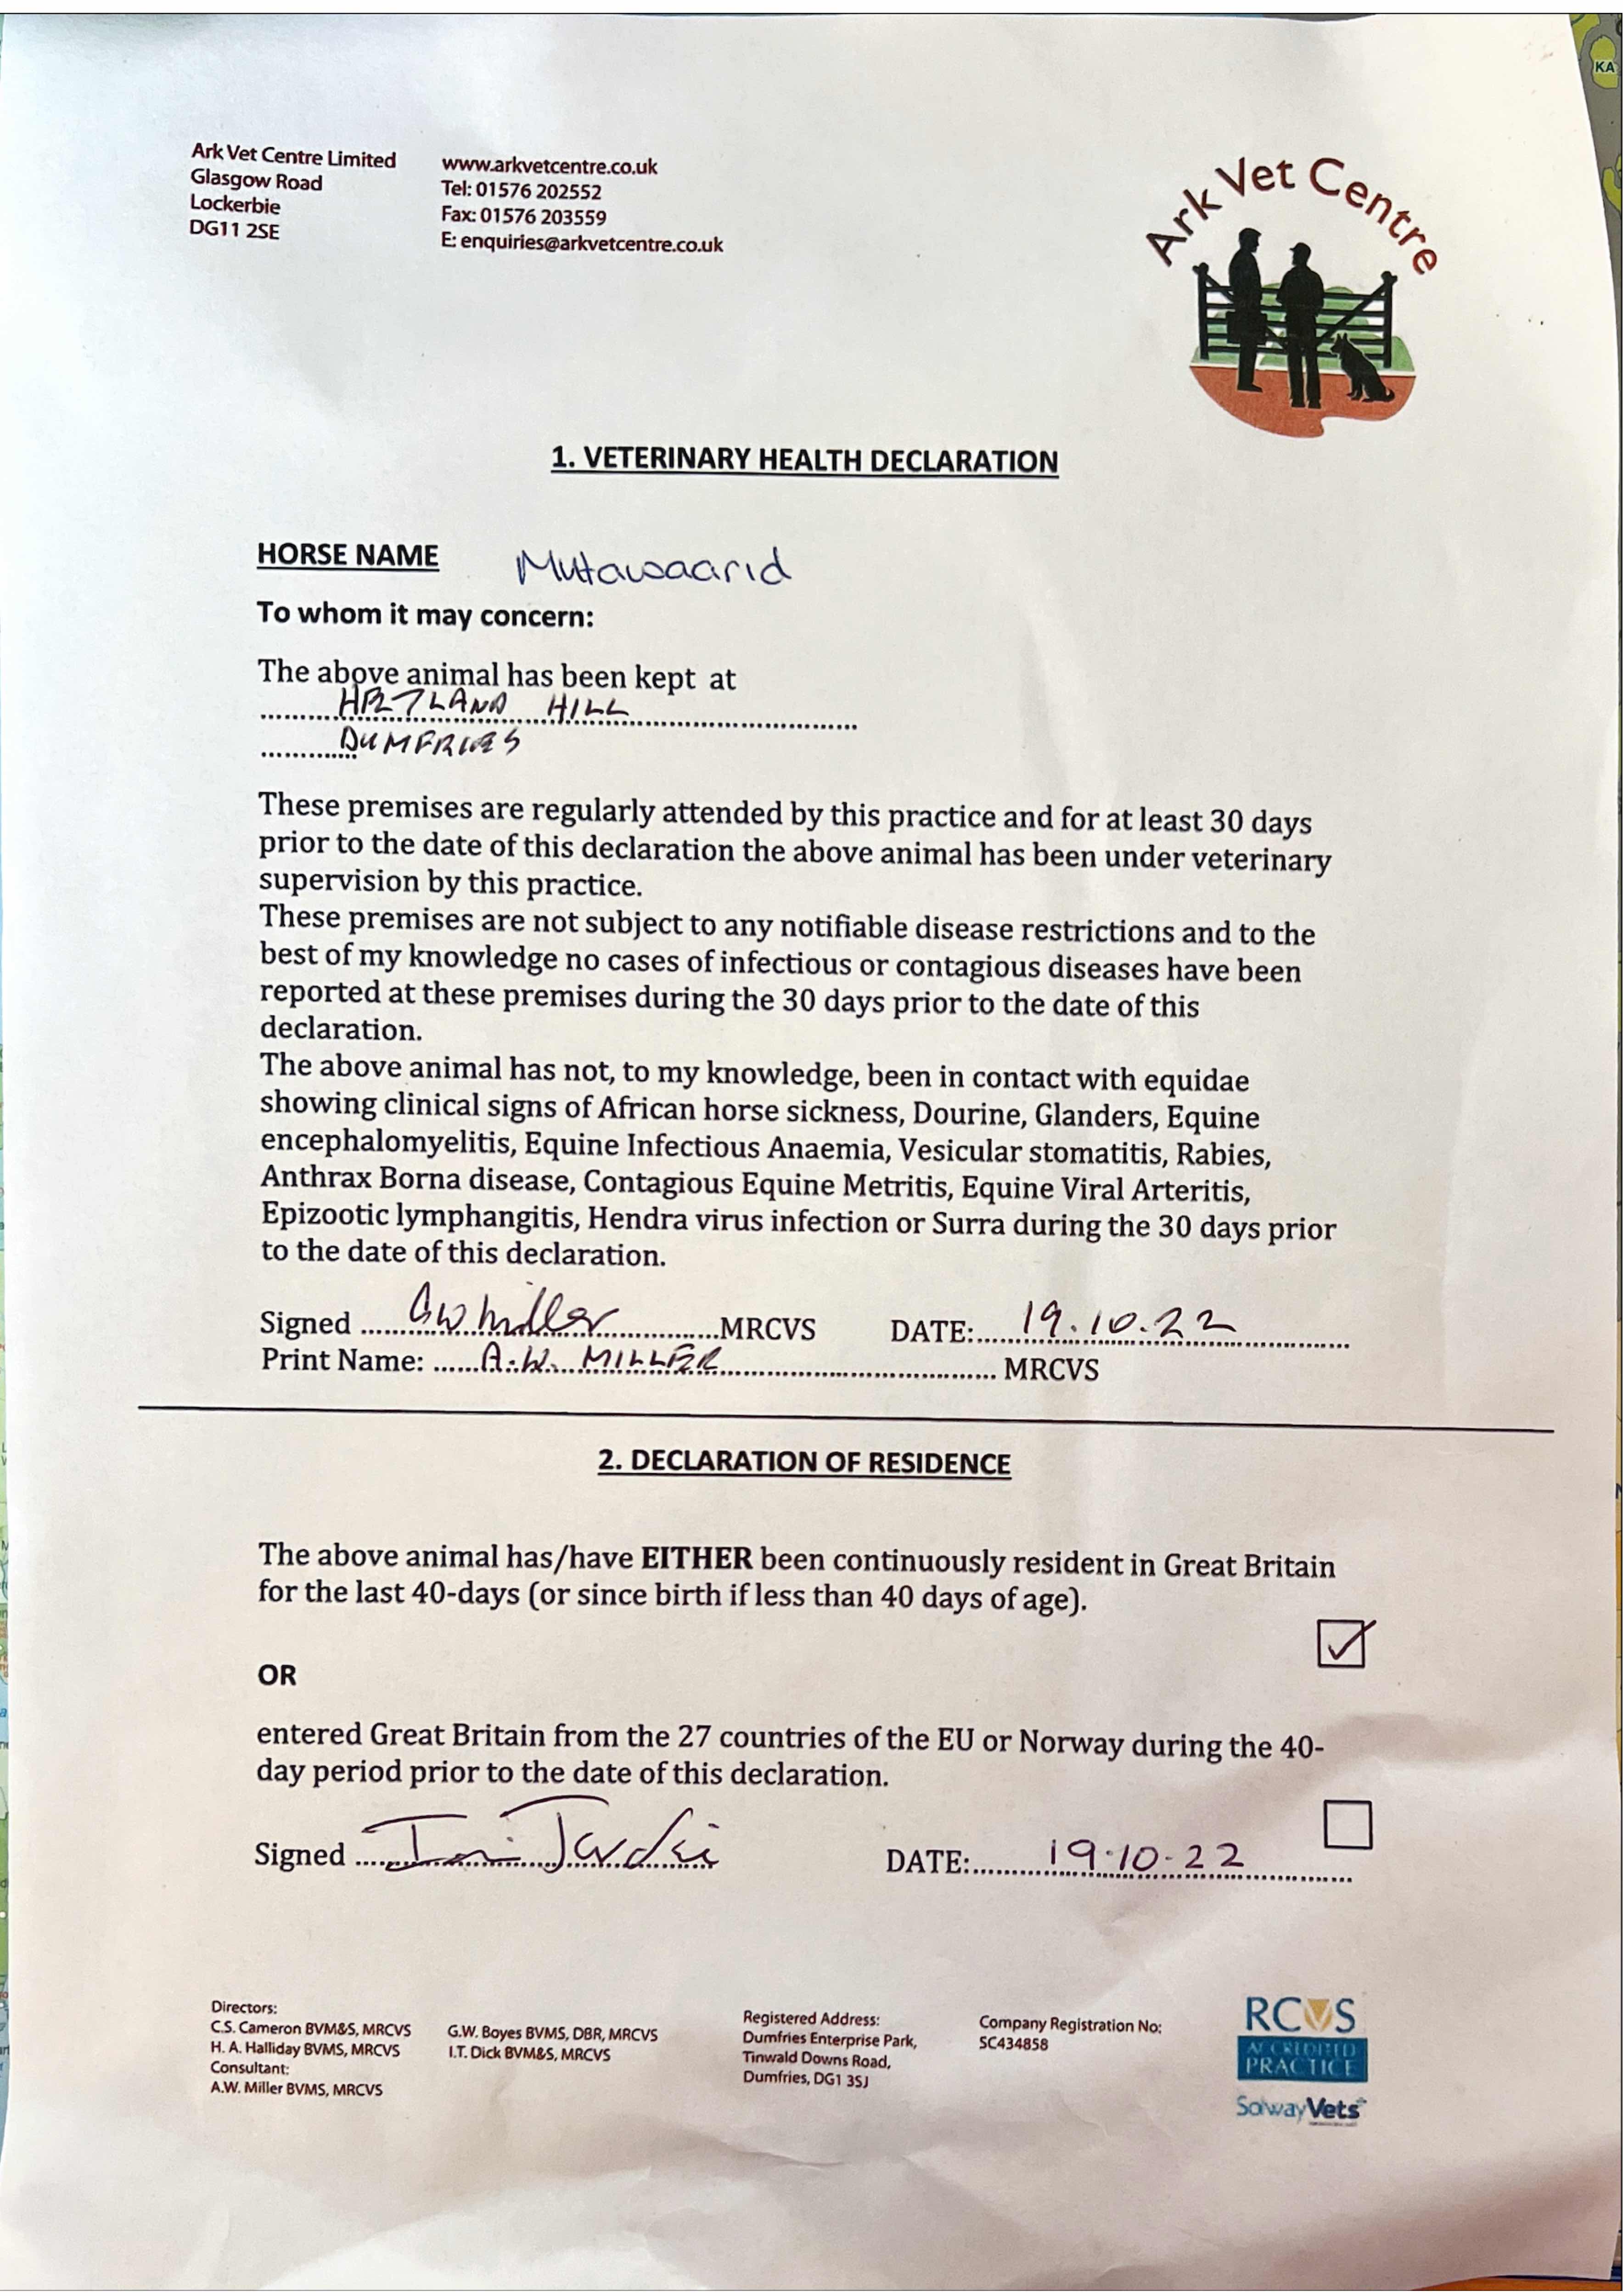 Ark Vet Centre Limited
Glasgow Road
Lockerbie
DG11 2SE
www.arkvetcentre.co.uk
Tel: 01576 202552
Fax: 01576 203559
E: enquiries@arkvetcentre.co.uk
Ark Vet Centre
KA
1. VETERINARY HEALTH DECLARATION
HORSE NAME Mutawaarid
To whom it may concern:
The above animal has been kept at
HILL
DUMFRIES
These premises are regularly attended by this practice and for at least 30 days
prior to the date of this declaration the above animal has been under veterinary
supervision by this practice.
These premises are not subject to any notifiable disease restrictions and to the
best of my knowledge no cases of infectious or contagious diseases have been
reported at these premises during the 30 days prior to the date of this
declaration.
The above animal has not, to my knowledge, been in contact with equidae
showing clinical signs of African horse sickness, Dourine, Glanders, Equine
encephalomyelitis, Equine Infectious Anaemia, Vesicular stomatitis, Rabies,
Anthrax Borna disease, Contagious Equine Metritis, Equine Viral Arteritis,
Epizootic lymphangitis, Hendra virus infection or Surra during the 30 days prior
to the date of this declaration.
Signed AW Miller MRCVS DATE: 19.10.22
Print Name: A.W. MILLER MRCVS
2. DECLARATION OF RESIDENCE
The above animal has/have EITHER been continuously resident in Great Britain
for the last 40-days (or since birth if less than 40 days of age).
OR
entered Great Britain from the 27 countries of the EU or Norway during the 40-
day period prior to the date of this declaration.
Signed DATE: 19.10.22
Directors:
C.S. Cameron BVM&S, MRCVS
H. A. Halliday BVMS, MRCVS
Consultant:
A.W. Miller BVMS, MRCVS
G.W. Boyes BVMS, DBR, MRCVS
I.T. Dick BVM&S, MRCVS
Registered Address:
Dumfries Enterprise Park,
Tinwald Downs Road,
Dumfries, DG1 3SJ
Company Registration No:
SC434858
RCVS
ACCREDITED
PRACTICE
SolwayVets